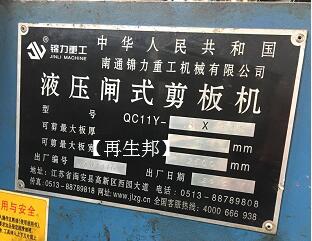 锦力重工
JINLI MACHINE
中华人民共和国
南通锦力重工机械有限公司
液压闸式剪板机
QC11Y- X
可剪最大板厚 mm
可剪最大板宽 2500 mm
【再生邦】
出厂编号
出厂日期
地址:江苏省海安县高新区西园大道 电话:0513-88789808
传真:0513-88789818 网址:www.jlzg.cn 全国客服热线:4000 666 938
用与安全。